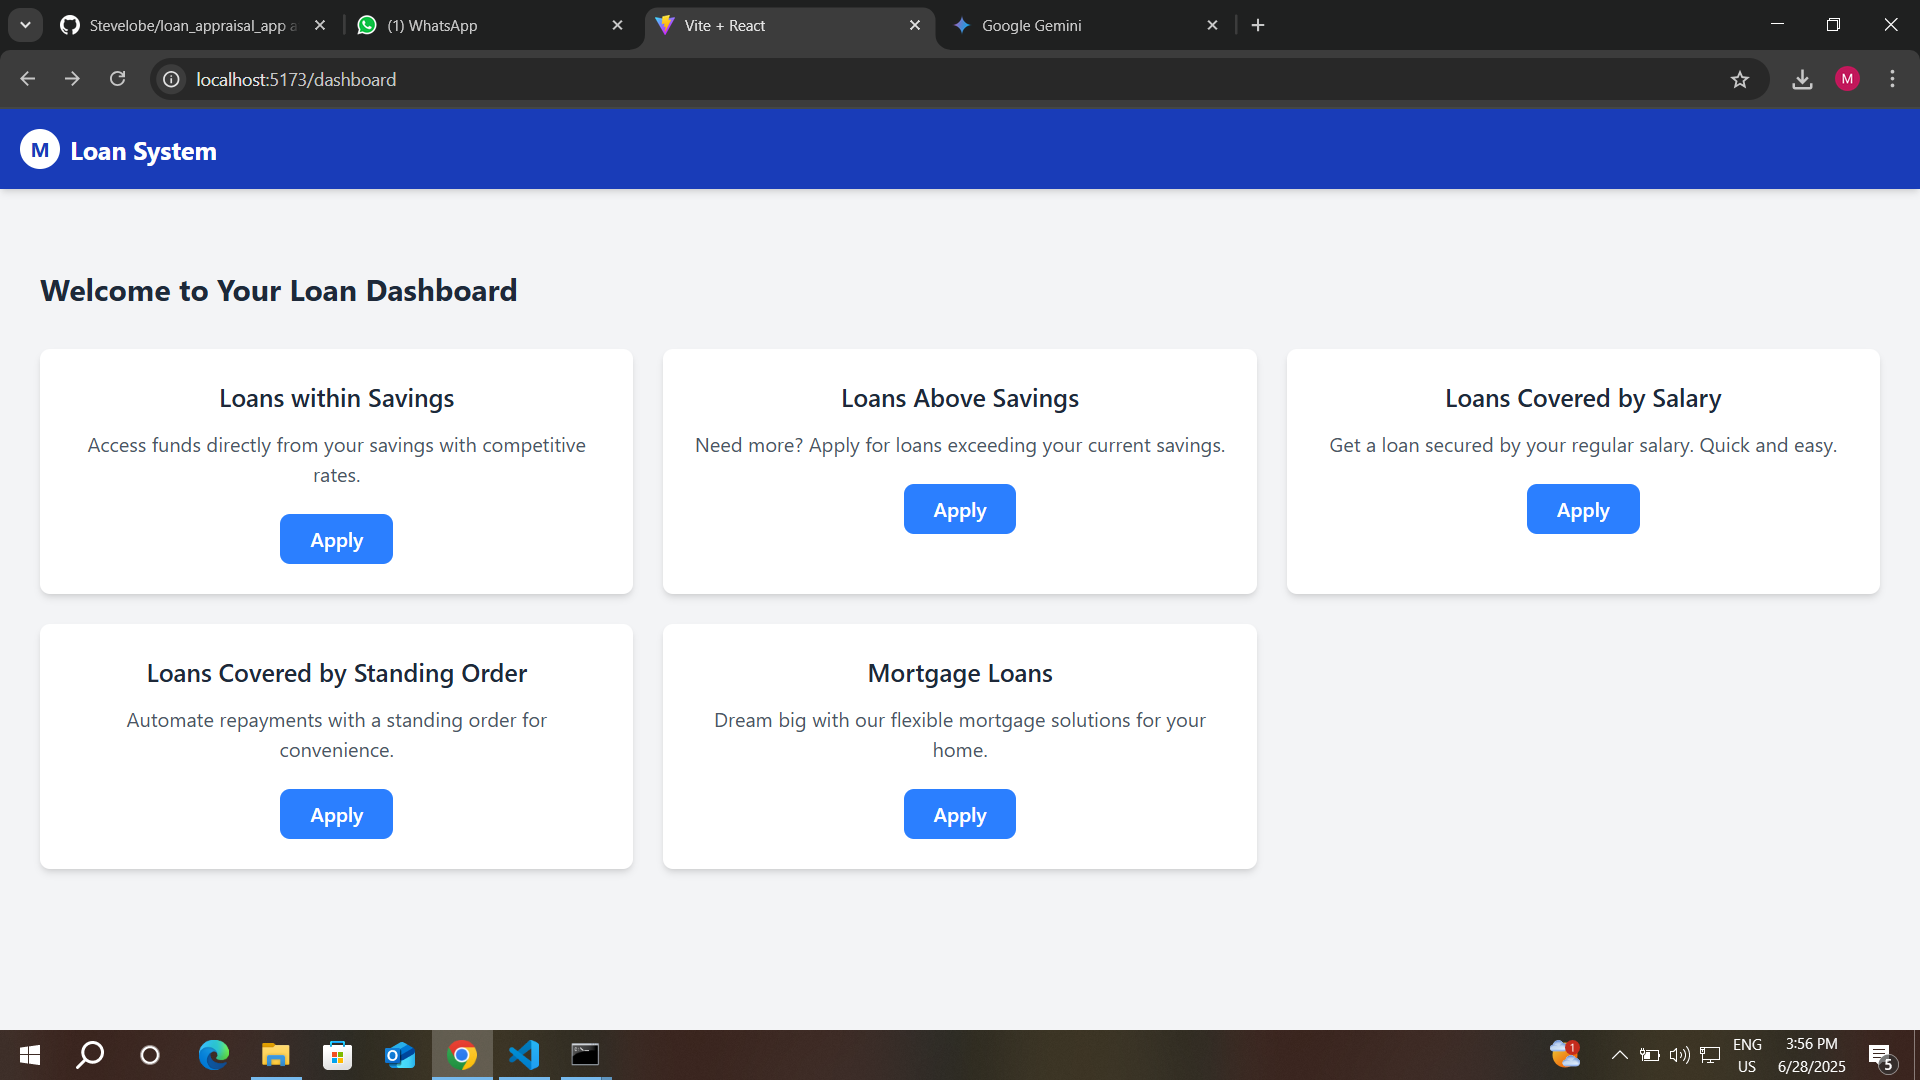 Stevelobe/loan_appraisal_app a
(1) WhatsApp
Vite + React
Google Gemini
localhost:5173/dashboard
M
M Loan System
Welcome to Your Loan Dashboard
Loans within Savings
Access funds directly from your savings with competitive
rates.
Apply
Loans Above Savings
Need more? Apply for loans exceeding your current savings.
Apply
Loans Covered by Salary
Get a loan secured by your regular salary. Quick and easy.
Apply
Loans Covered by Standing Order
Automate repayments with a standing order for
convenience.
Apply
Mortgage Loans
Dream big with our flexible mortgage solutions for your
home.
Apply
1
ENG
US
3:56 PM
6/28/2025
5